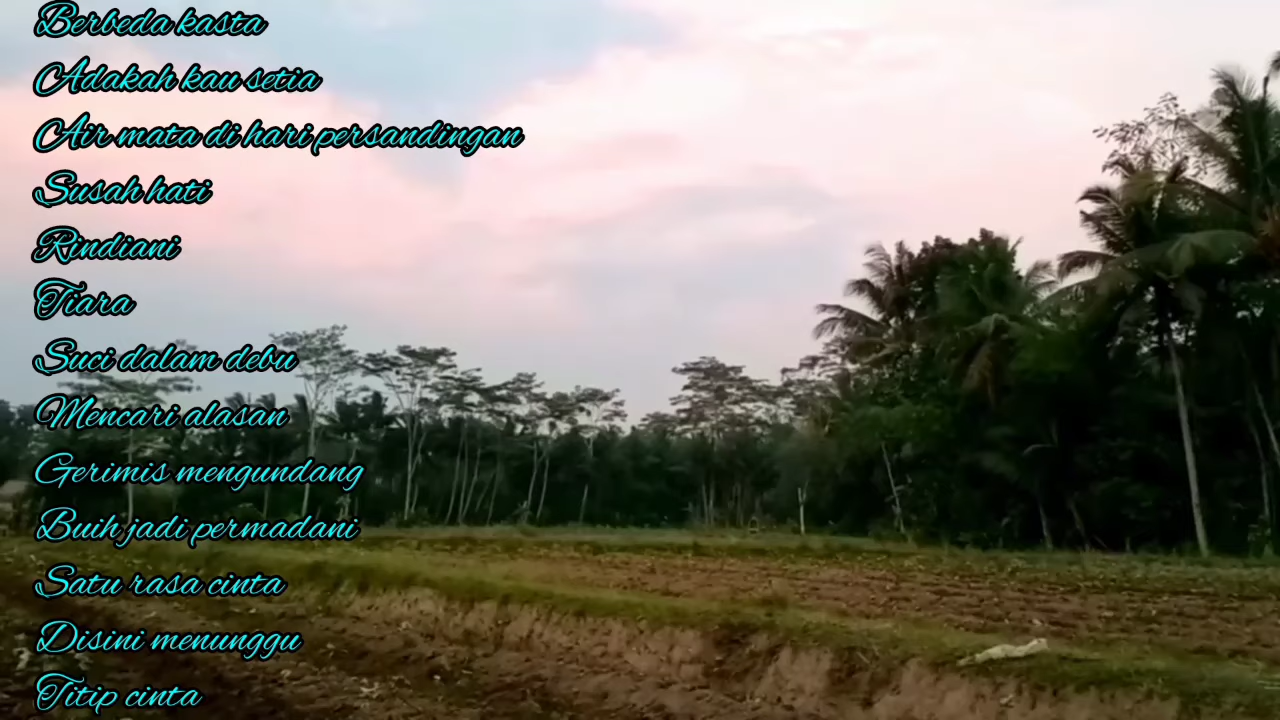 Berbeda kasta
Adakah kau setia
Air mata di hari persandingan
Susah hati
Rindiani
Tiara
Suci dalam debu
Mencari alasan
Gerimis mengundang
Buih jadi permadani
Satu rasa cinta
Disini menunggu
Titip cinta